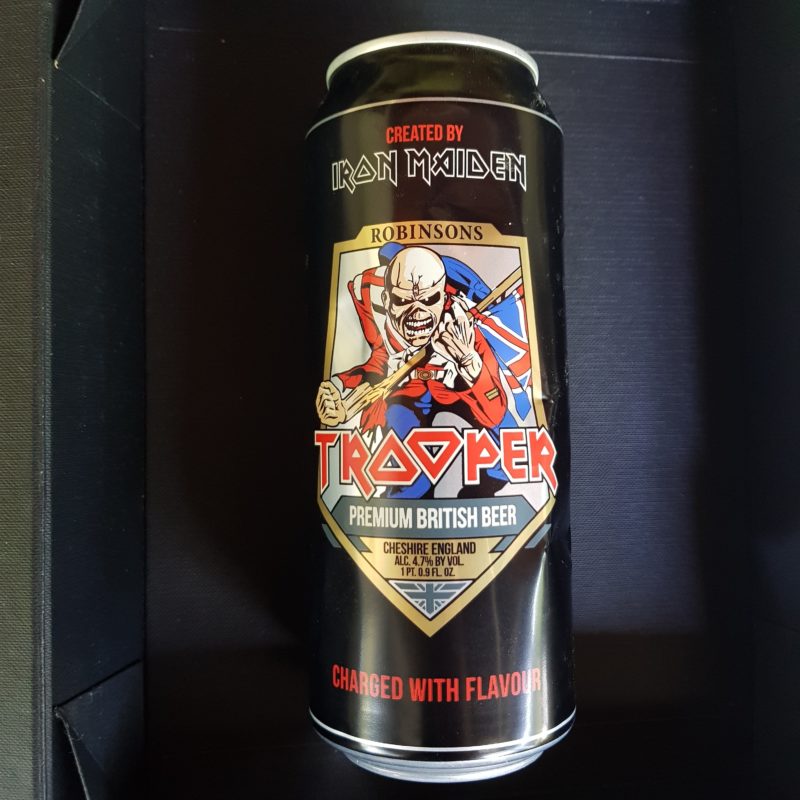 CREATED BY
IRON MAIDEN
ROBINSONS
TROOPER
PREMIUM BRITISH BEER
CHESHIRE ENGLAND
ALC. 4.7% BY VOL.
1 PT. 0.9 FL. OZ.
CHARGED WITH FLAVOUR